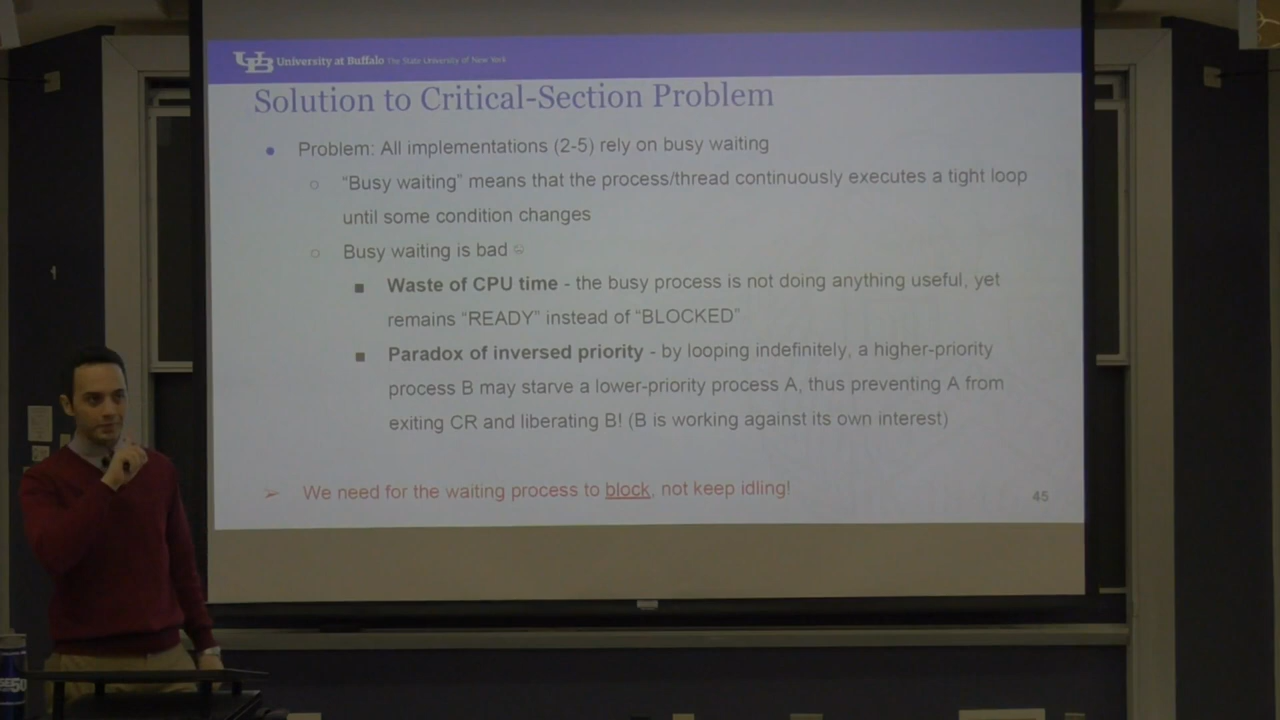 University at Buffalo The State University of New York
Solution to Critical-Section Problem
• Problem: All implementations (2-5) rely on busy waiting
○ “Busy waiting” means that the process/thread continuously executes a tight loop
until some condition changes
○ Busy waiting is bad
■ Waste of CPU time - the busy process is not doing anything useful, yet
remains “READY” instead of “BLOCKED”
■ Paradox of inversed priority - by looping indefinitely, a higher-priority
process B may starve a lower-priority process A, thus preventing A from
exiting CR and liberating B! (B is working against its own interest)
➢ We need for the waiting process to block, not keep idling!
45